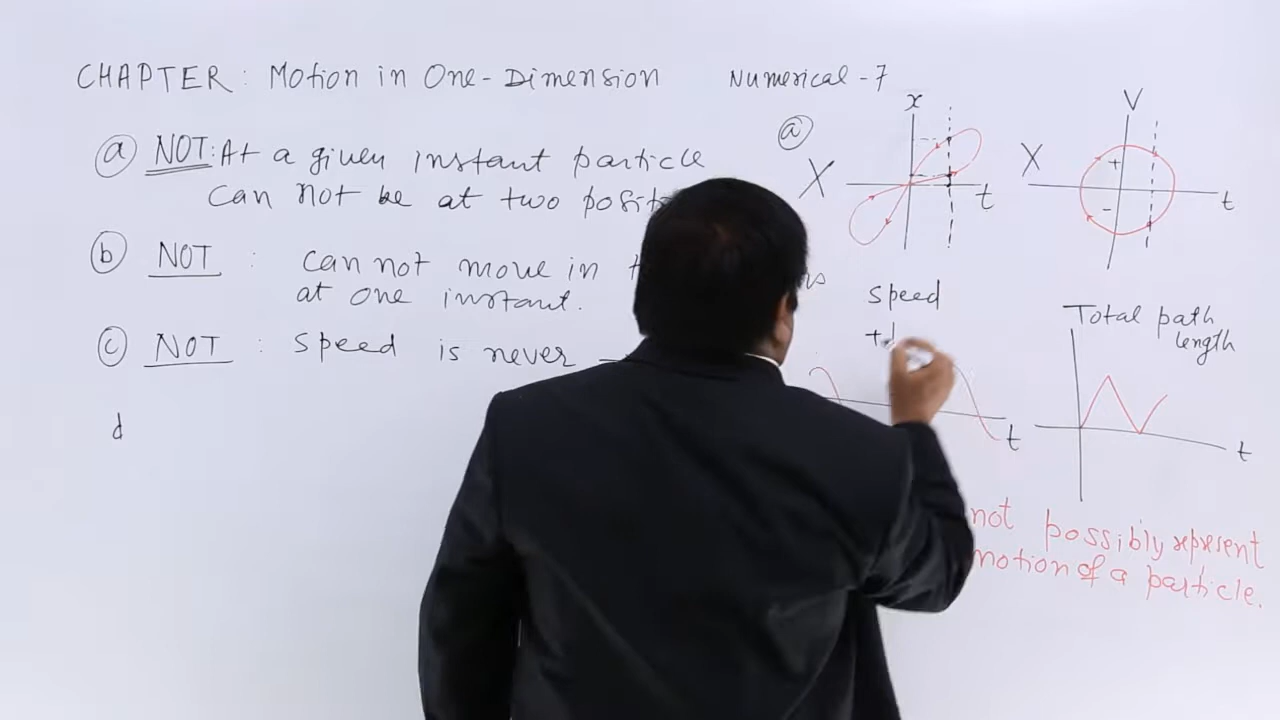 CHAPTER: Motion in One-Dimension Numerical-7
(a) NOT: At a given instant particle
Can not be at two
(b) NOT : can not move in
at one instant.
(c) NOT : Speed is never
d
(a)
x
X
t
V
X
+
-
t
Speed
+
t
Total path
length
t
not possibly represent
motion of a particle.